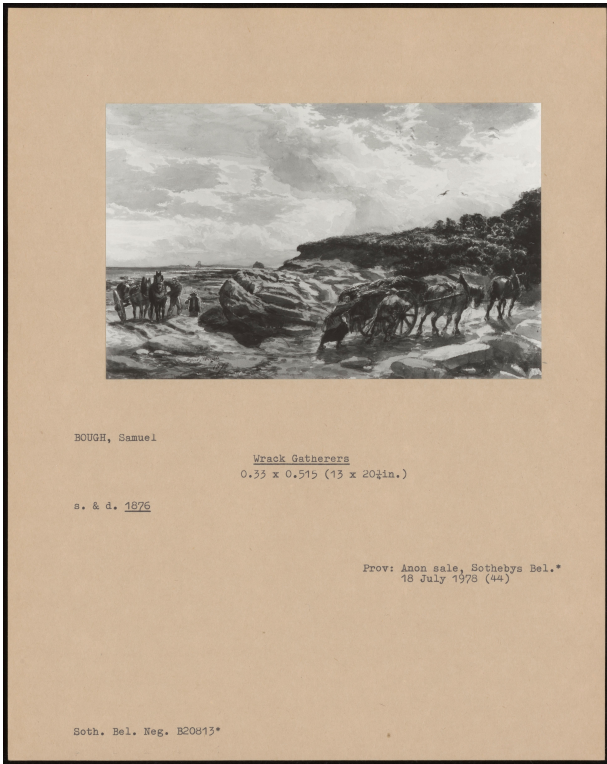 BOUGH, Samuel
Wrack Gatherers
0.33 x 0.515 (13 x 20¼in.)
s. & d. 1876
Prov: Anon sale, Sothebys Bel.*
18 July 1978 (44)
Soth. Bel. Neg. B20813*